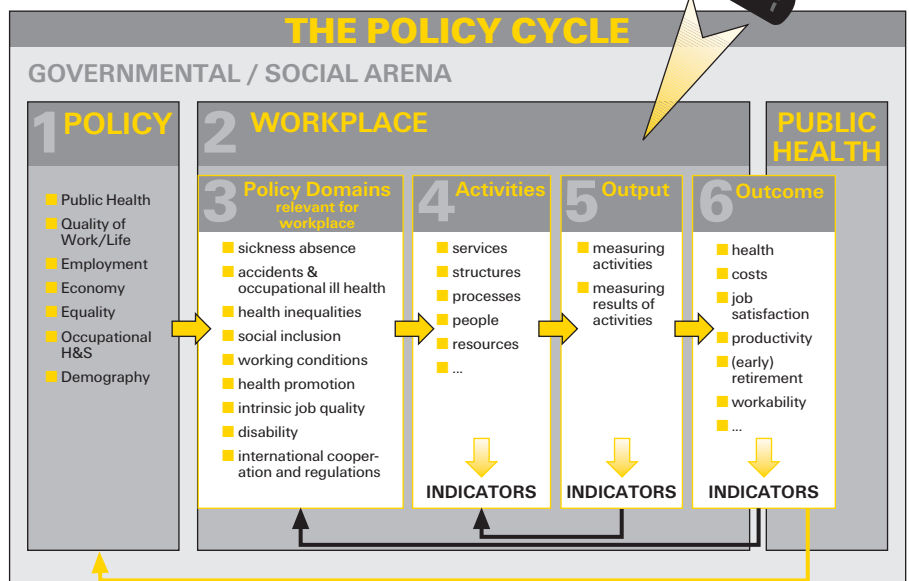 THE POLICY CYCLE
GOVERNMENTAL / SOCIAL ARENA
1 POLICY
Public Health
Quality of
Work/Life
Employment
Economy
Equality
Occupational
H&S
Demography
2 WORKPLACE
3 Policy Domains
relevant for
workplace
sickness absence
accidents &
occupational ill health
health inequalities
social inclusion
working conditions
health promotion
intrinsic job quality
disability
international cooper-
ation and regulations
4 Activities
services
structures
processes
people
resources
...
INDICATORS
5 Output
measuring
activities
measuring
results of
activities
INDICATORS
PUBLIC
HEALTH
6 Outcome
health
costs
job
satisfaction
productivity
(early)
retirement
workability
...
INDICATORS